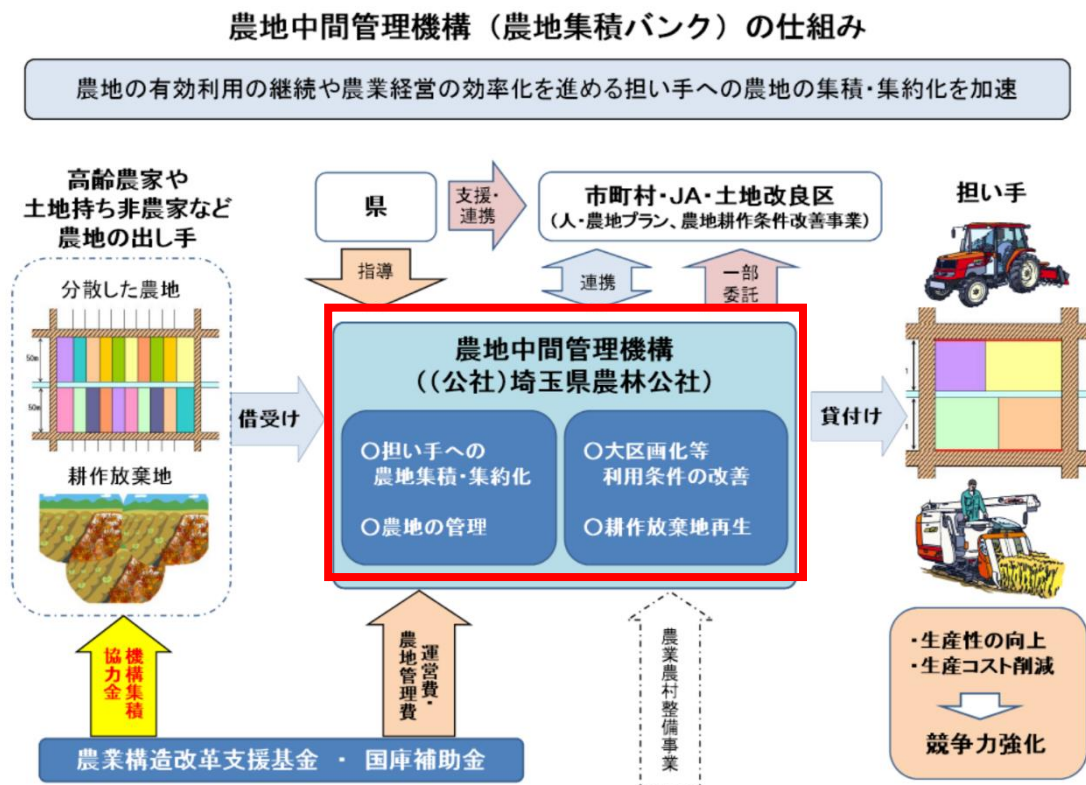 農地中間管理機構（農地集積バンク）の仕組み
農地の有効利用の継続や農業経営の効率化を進める担い手への農地の集積・集約化を加速
高齢農家や
土地持ち非農家など
農地の出し手
分散した農地
50m
50m
耕作放棄地
県
支援・
連携
市町村・JA・土地改良区
（人・農地プラン、農地耕作条件改善事業）
担い手
指導
連携
一部
委託
借受け
農地中間管理機構
（（公社）埼玉県農林公社）
○担い手への
農地集積・集約化
○農地の管理
○大区画化等
利用条件の改善
○耕作放棄地再生
貸付け
1
1
機構集積
協力金
運営費・
農地管理費
農業農村整備事業
・生産性の向上
・生産コスト削減
競争力強化
農業構造改革支援基金 ・ 国庫補助金